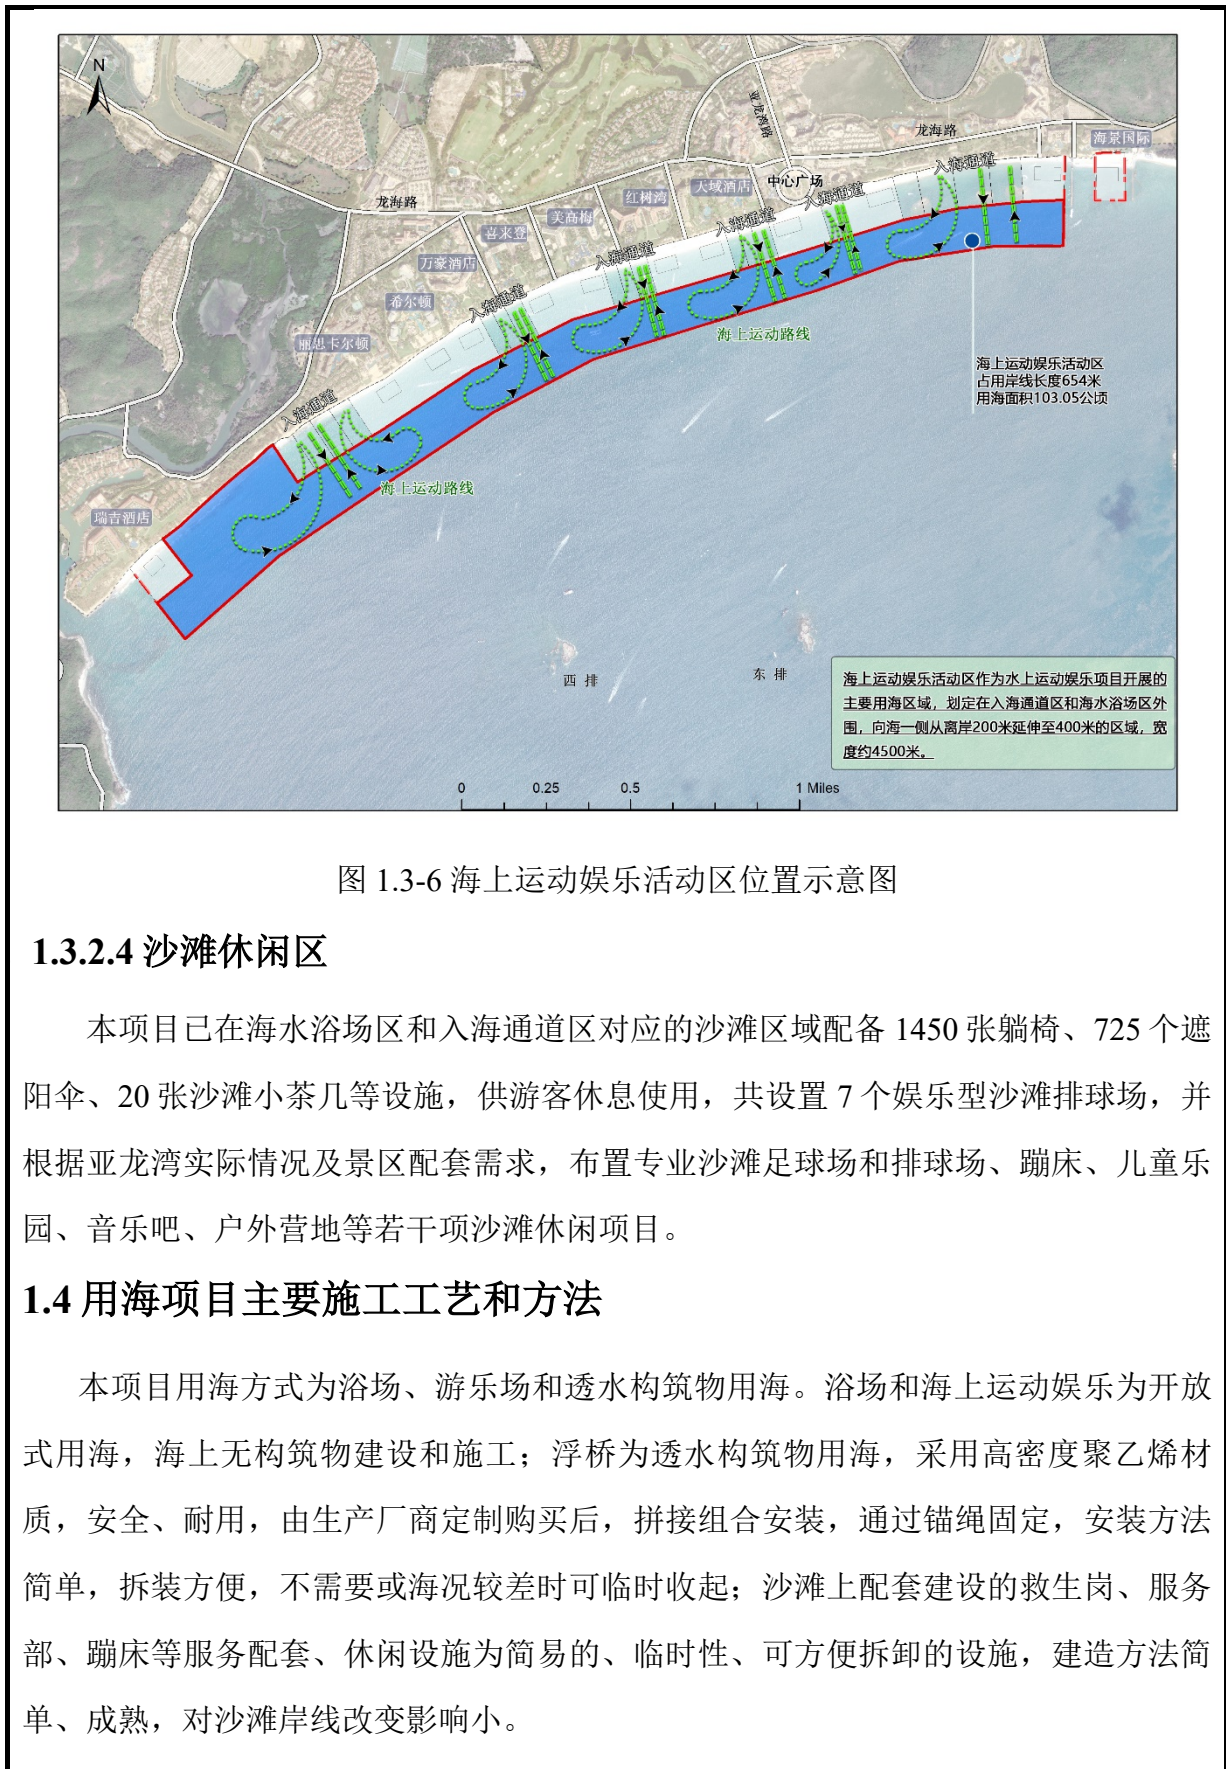 N
亚龙湾路
龙海路
海景国际
入海通道
中心广场
天域酒店
入海通道
红树湾
龙海路
美高梅
入海通道
喜来登
入海通道
万豪酒店
希尔顿
入海通道
海上运动路线
丽思卡尔顿
海上运动娱乐活动区
占用岸线长度654米
用海面积103.05公顷
入海通道
海上运动路线
瑞吉酒店
西 排
东 排
海上运动娱乐活动区作为水上运动娱乐项目开展的
主要用海区域，划定在入海通道区和海水浴场区外
围，向海一侧从离岸200米延伸至400米的区域，宽
度约4500米。
0 0.25 0.5 1 Miles
图 1.3-6 海上运动娱乐活动区位置示意图
1.3.2.4 沙滩休闲区
本项目已在海水浴场区和入海通道区对应的沙滩区域配备 1450 张躺椅、725 个遮
阳伞、20 张沙滩小茶几等设施，供游客休息使用，共设置 7 个娱乐型沙滩排球场，并
根据亚龙湾实际情况及景区配套需求，布置专业沙滩足球场和排球场、蹦床、儿童乐
园、音乐吧、户外营地等若干项沙滩休闲项目。
1.4 用海项目主要施工工艺和方法
本项目用海方式为浴场、游乐场和透水构筑物用海。浴场和海上运动娱乐为开放
式用海，海上无构筑物建设和施工；浮桥为透水构筑物用海，采用高密度聚乙烯材
质，安全、耐用，由生产厂商定制购买后，拼接组合安装，通过锚绳固定，安装方法
简单，拆装方便，不需要或海况较差时可临时收起；沙滩上配套建设的救生岗、服务
部、蹦床等服务配套、休闲设施为简易的、临时性、可方便拆卸的设施，建造方法简
单、成熟，对沙滩岸线改变影响小。